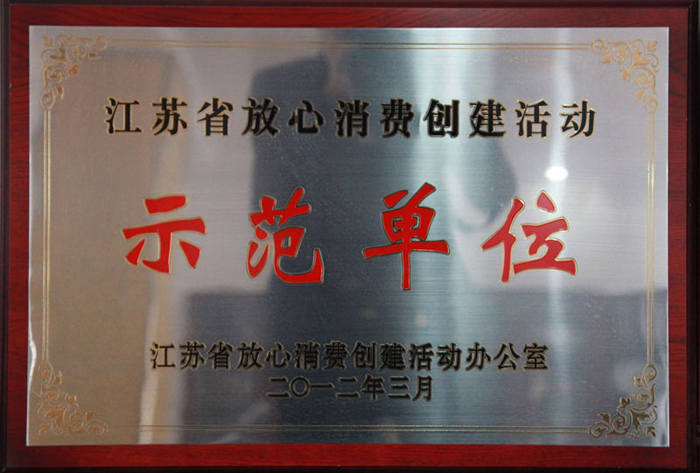 江苏省放心消费创建活动
示范单位
江苏省放心消费创建活动办公室
二〇一二年三月